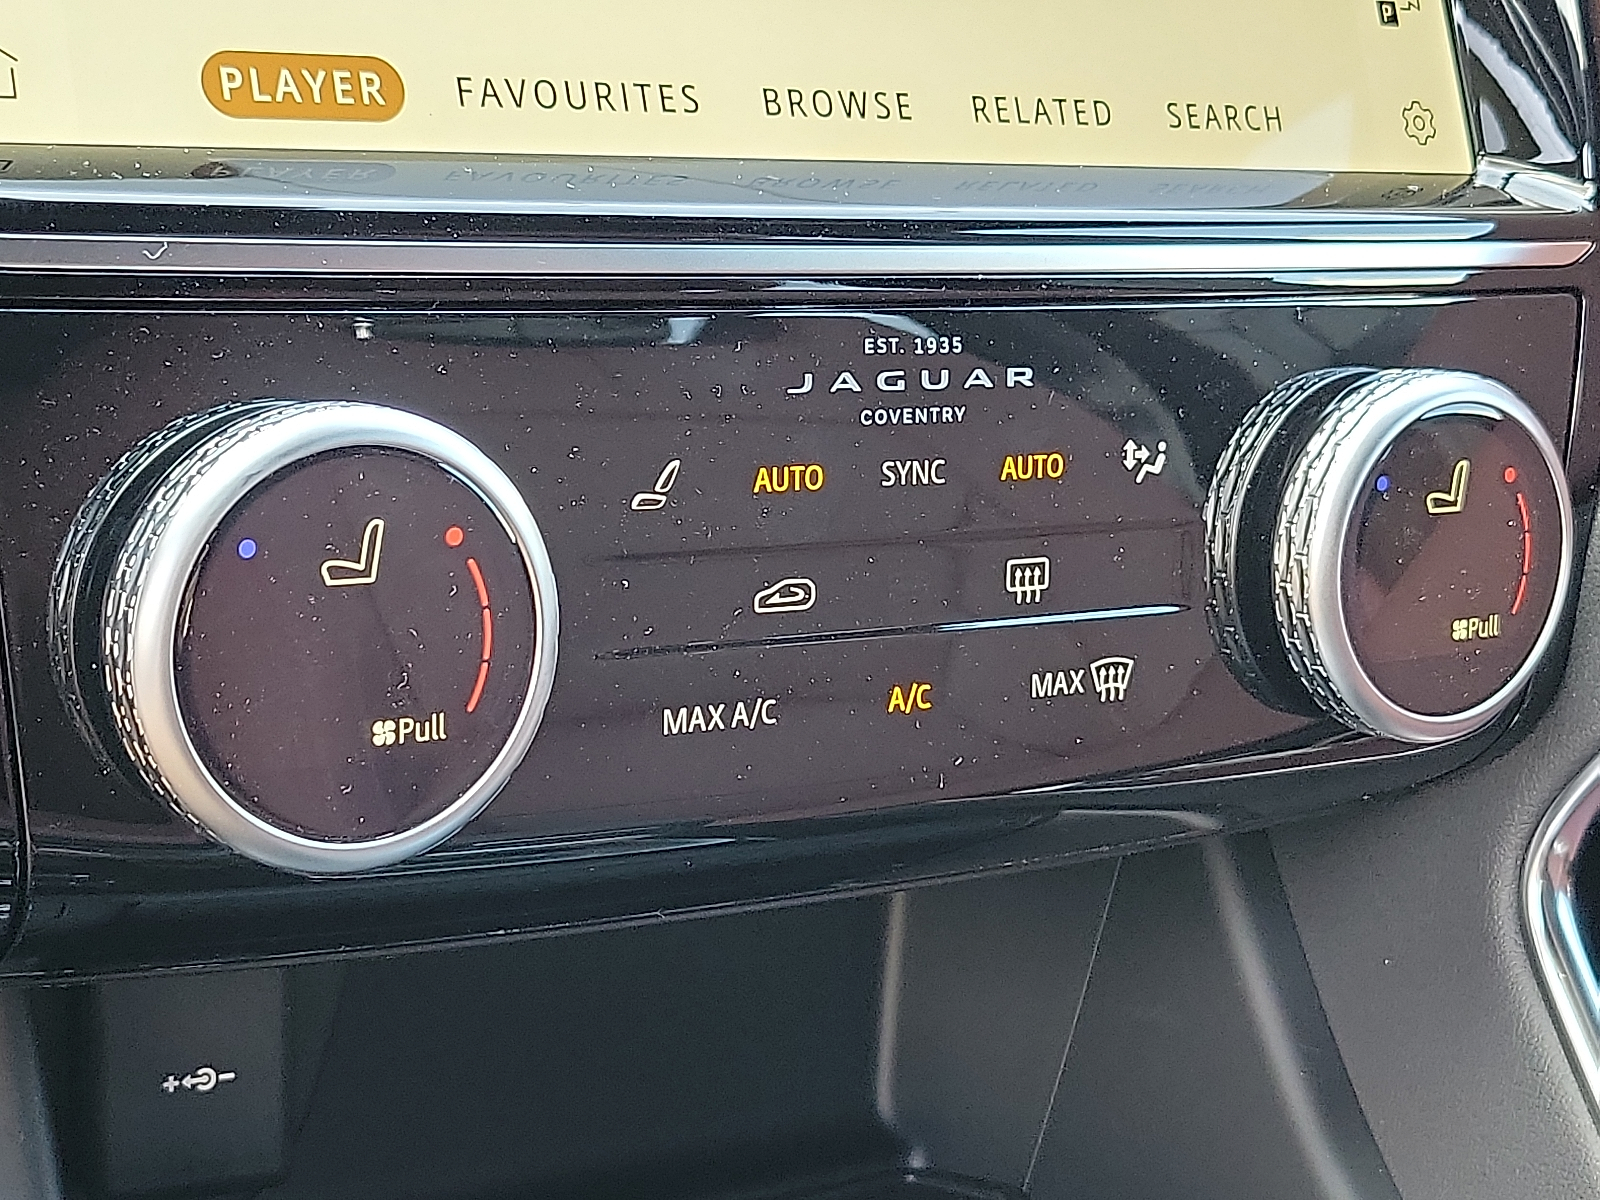 P
PLAYER FAVOURITES BROWSE RELATED SEARCH
EST. 1935
JAGUAR
COVENTRY
AUTO SYNC AUTO
Pull
MAX A/C A/C MAX
Pull